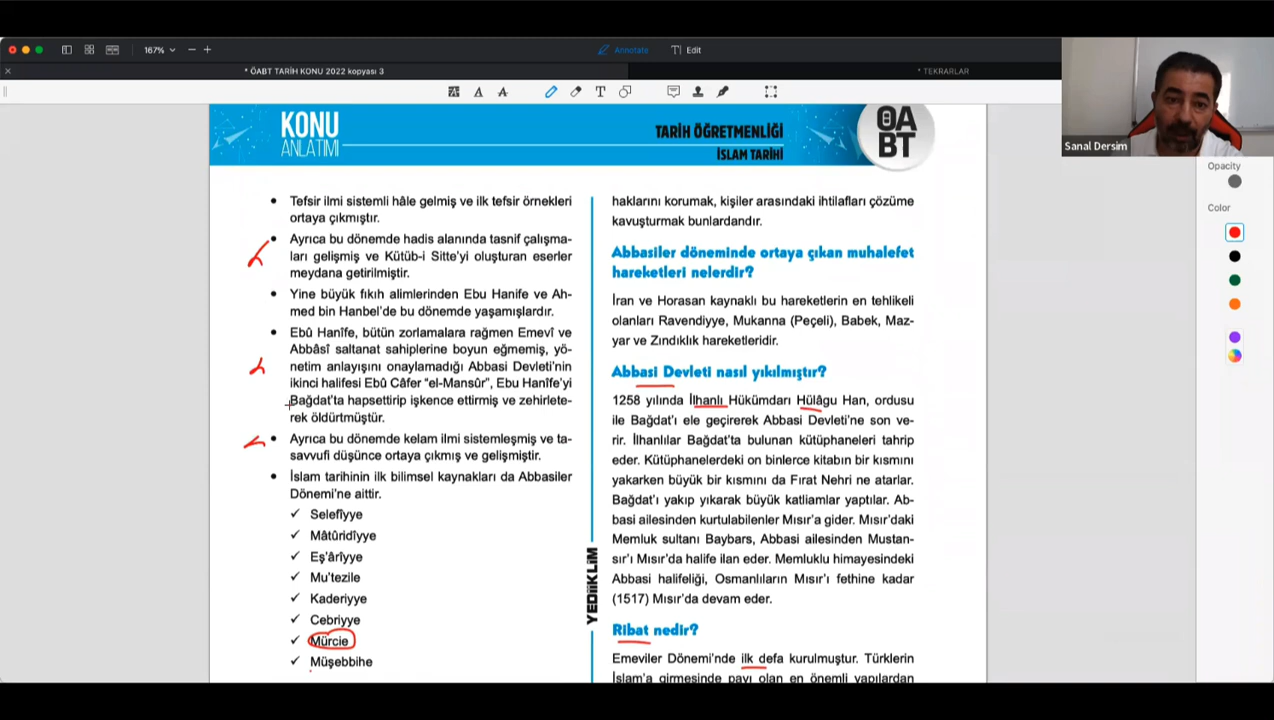 167%
Annotate
Edit
* ÖABT TARİH KONU 2022 kopyası 3
* TEKRARLAR
Sanal Dersim
Opacity
Color
KONU
ANLATIMI
TARİH ÖĞRETMENLİĞİ
İSLAM TARİHİ
ÖABT
• Tefsir ilmi sistemli hâle gelmiş ve ilk tefsir örnekleri
ortaya çıkmıştır.
• Ayrıca bu dönemde hadis alanında tasnif çalışma-
ları gelişmiş ve Kütüb-i Sitte’yi oluşturan eserler
meydana getirilmiştir.
• Yine büyük fıkıh alimlerinden Ebu Hanife ve Ah-
med bin Hanbel’de bu dönemde yaşamışlardır.
• Ebû Hanîfe, bütün zorlamalara rağmen Emevî ve
Abbâsî saltanat sahiplerine boyun eğmemiş, yö-
netim anlayışını onaylamadığı Abbasi Devleti’nin
ikinci halifesi Ebû Câfer “el-Mansûr”, Ebu Hanîfe’yi
Bağdat’ta hapsettirip işkence ettirmiş ve zehirlete-
rek öldürtmüştür.
• Ayrıca bu dönemde kelam ilmi sistemleşmiş ve ta-
savvufi düşünce ortaya çıkmış ve gelişmiştir.
• İslam tarihinin ilk bilimsel kaynakları da Abbasiler
Dönemi’ne aittir.
✓ Selefîyye
✓ Mâtûridîyye
✓ Eş’ârîyye
✓ Mu’tezile
✓ Kaderiyye
✓ Cebriyye
✓ Mürcie
✓ Müşebbihe
YEDİİKLİM
haklarını korumak, kişiler arasındaki ihtilafları çözüme
kavuşturmak bunlardandır.
Abbasiler döneminde ortaya çıkan muhalefet
hareketleri nelerdir?
İran ve Horasan kaynaklı bu hareketlerin en tehlikeli
olanları Ravendiyye, Mukanna (Peçeli), Babek, Maz-
yar ve Zındıklık hareketleridir.
Abbasi Devleti nasıl yıkılmıştır?
1258 yılında İlhanlı Hükümdarı Hülâgu Han, ordusu
ile Bağdat’ı ele geçirerek Abbasi Devleti’ne son ve-
rir. İlhanlılar Bağdat’ta bulunan kütüphaneleri tahrip
eder. Kütüphanelerdeki on binlerce kitabın bir kısmını
yakarken büyük bir kısmını da Fırat Nehri ne atarlar.
Bağdat’ı yakıp yıkarak büyük katliamlar yaptılar. Ab-
basi ailesinden kurtulabilenler Mısır’a gider. Mısır’daki
Memluk sultanı Baybars, Abbasi ailesinden Mustan-
sır’ı Mısır’da halife ilan eder. Memluklu himayesindeki
Abbasi halifeliği, Osmanlıların Mısır’ı fethine kadar
(1517) Mısır’da devam eder.
Ribat nedir?
Emeviler Dönemi’nde ilk defa kurulmuştur. Türklerin
İslam’a girmesinde payı olan en önemli yapılardan